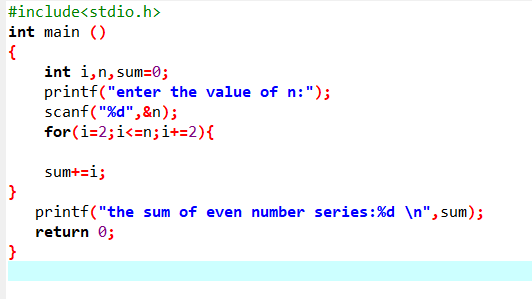 #include<stdio.h>
int main ()
{
    int i,n,sum=0;
    printf("enter the value of n:");
    scanf("%d",&n);
    for(i=2;i<=n;i+=2){
    sum+=i;
}
   printf("the sum of even number series:%d \n",sum);
   return 0;
}